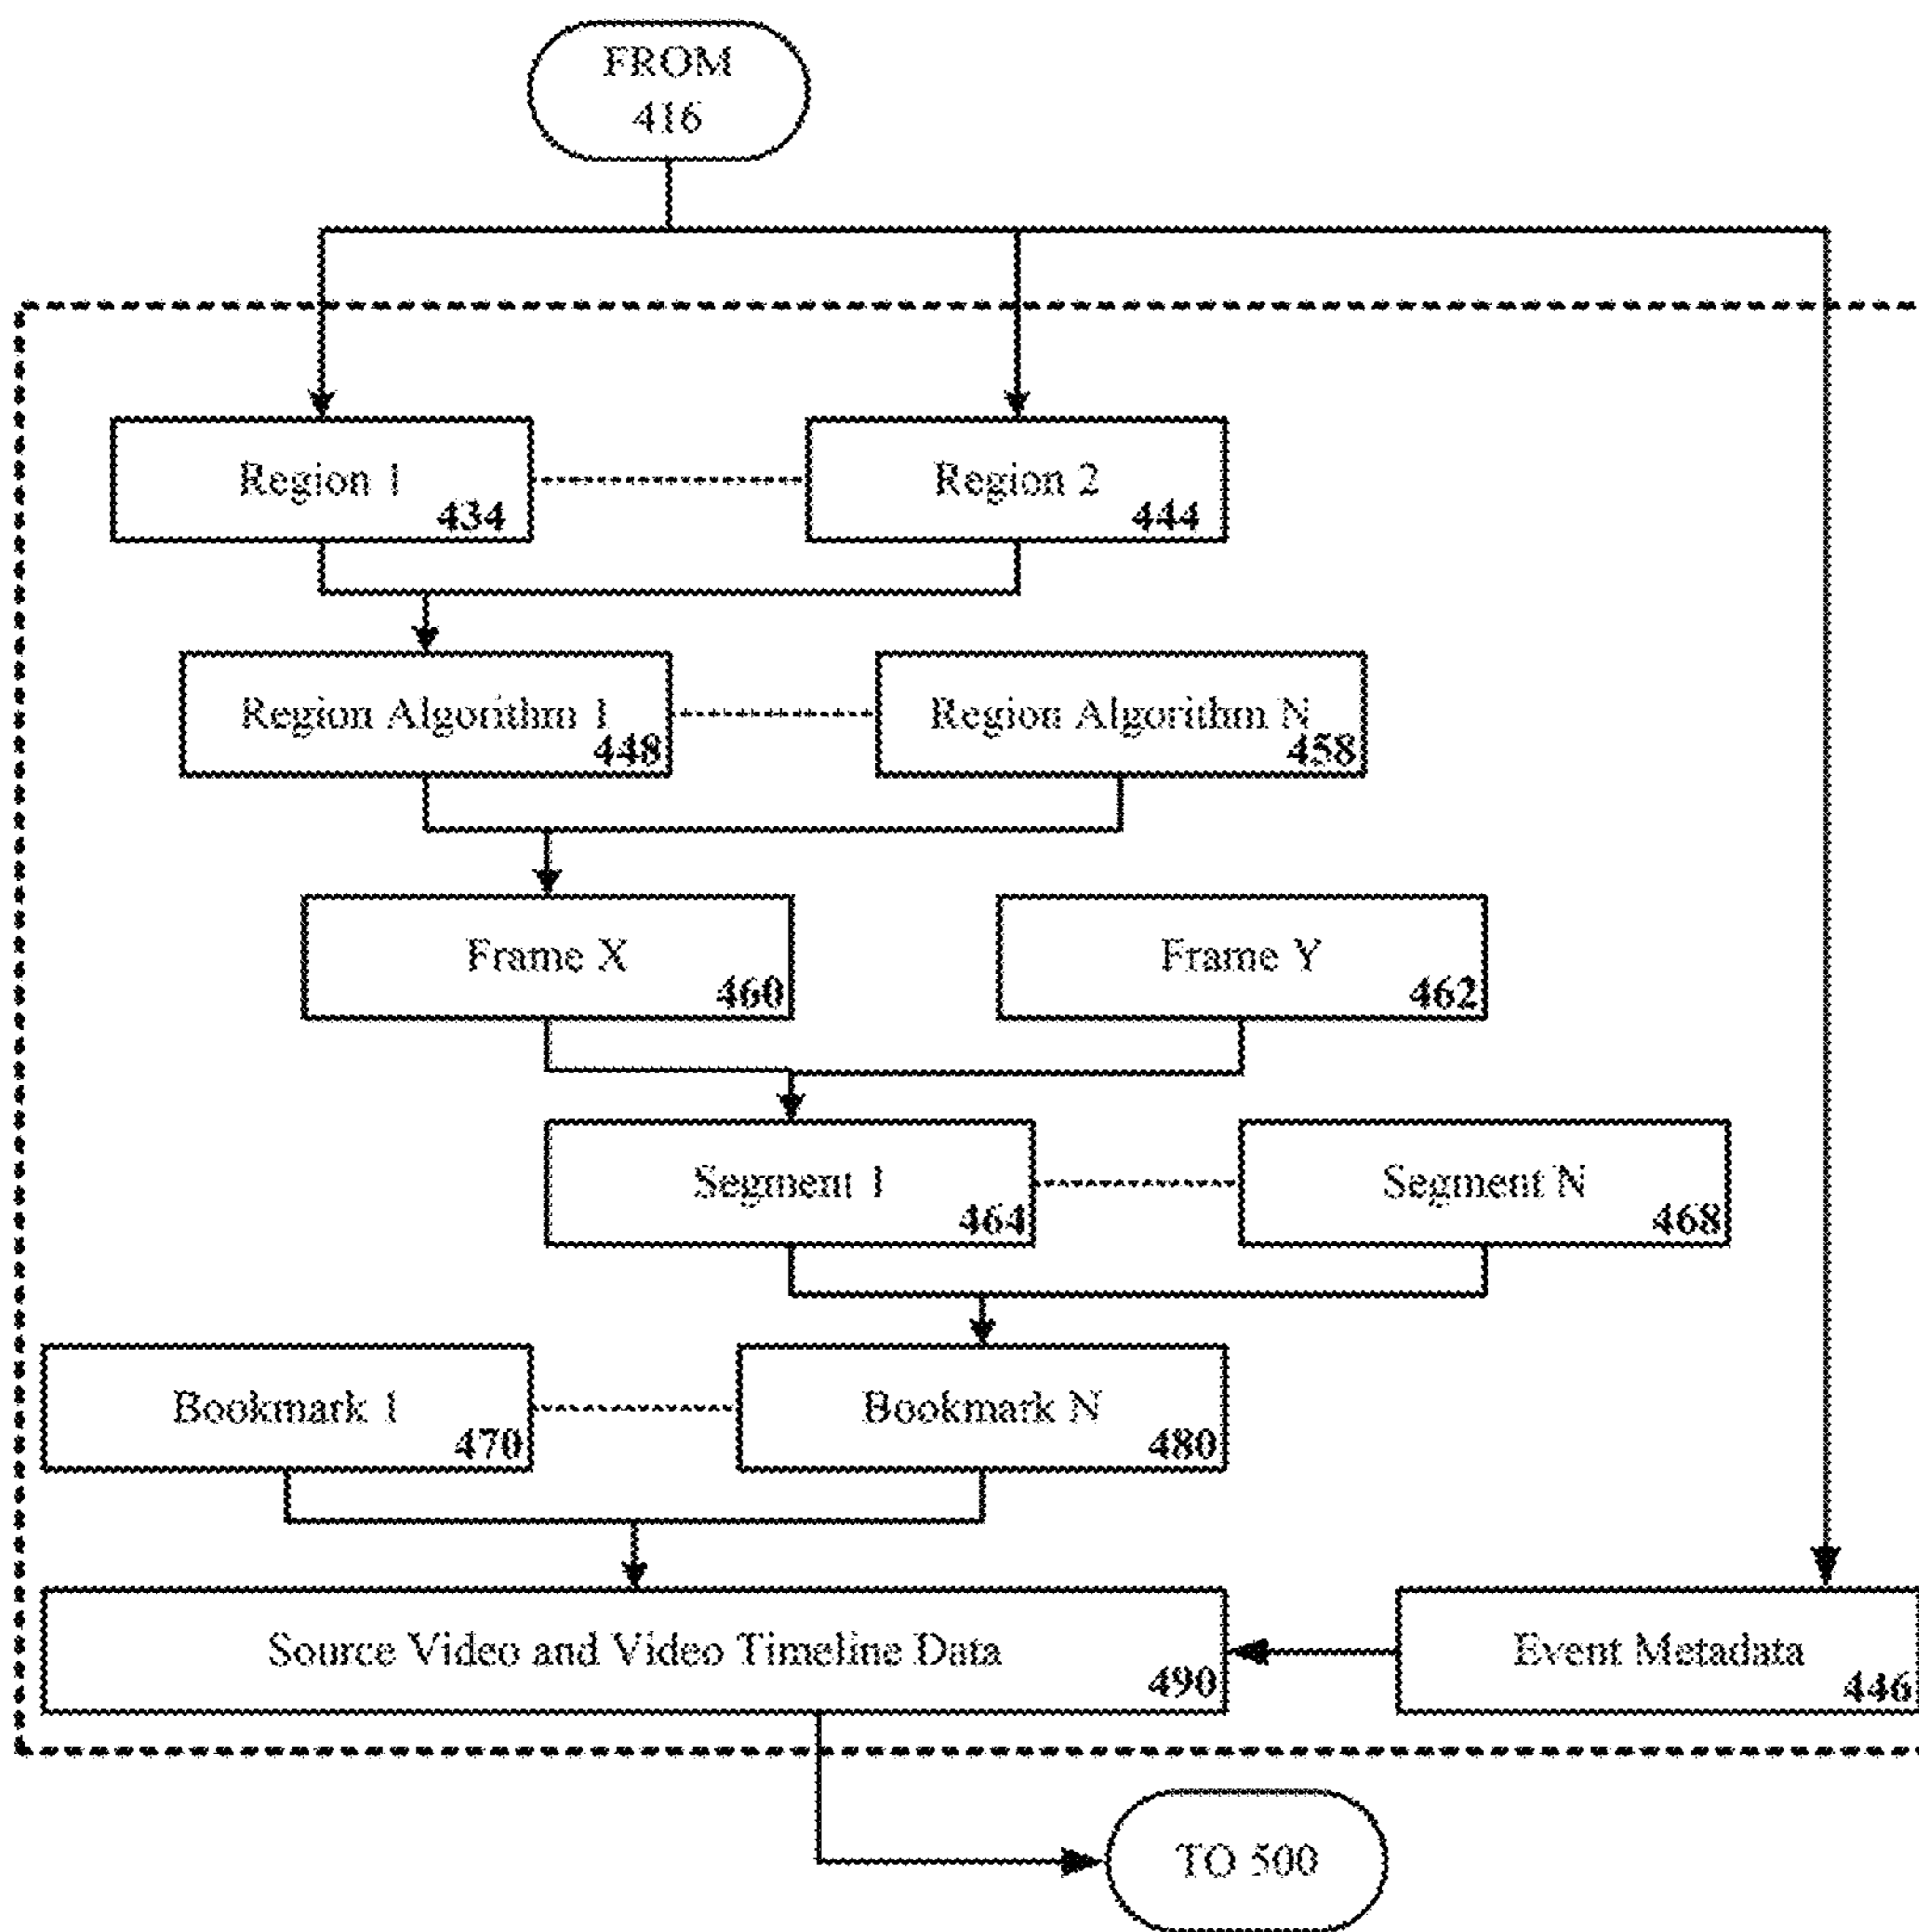 FROM
416
Region 1
434
Region 2
444
Region Algorithm 1
448
Region Algorithm N
458
Frame X
460
Frame Y
462
Segment 1
464
Segment N
468
Bookmark 1
470
Bookmark N
480
Source Video and Video Timeline Data
490
Event Metadata
446
TO 500